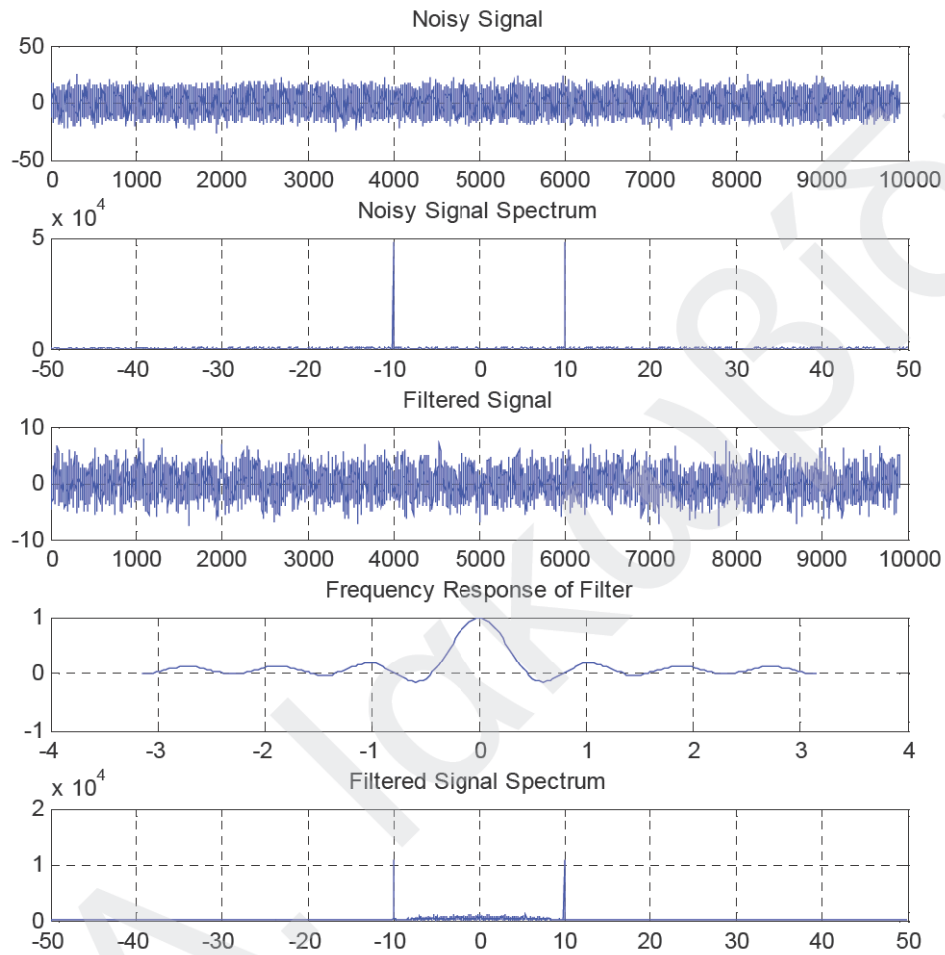 Noisy Signal
50
0
-50
0 1000 2000 3000 4000 5000 6000 7000 8000 9000 10000
x 10^4
Noisy Signal Spectrum
5
0
-50 -40 -30 -20 -10 0 10 20 30 40 50
Filtered Signal
10
0
-10
0 1000 2000 3000 4000 5000 6000 7000 8000 9000 10000
Frequency Response of Filter
1
0
-1
-4 -3 -2 -1 0 1 2 3 4
x 10^4
Filtered Signal Spectrum
2
1
0
-50 -40 -30 -20 -10 0 10 20 30 40 50